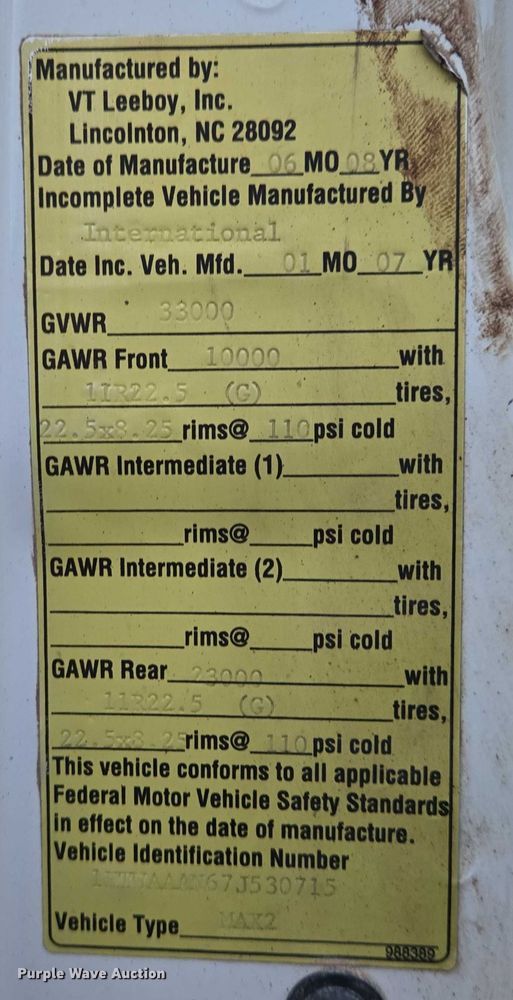 Manufactured by:
VT Leeboy, Inc.
Lincolnton, NC 28092
Date of Manufacture 06 MO 08 YR
Incomplete Vehicle Manufactured By
International
Date Inc. Veh. Mfd. 01 MO 07 YR
GVWR 33000
GAWR Front 10000 with
11R22.5 (G) tires,
22.5x8.25 rims@ 110 psi cold
GAWR Intermediate (1) with
tires,
rims@ psi cold
GAWR Intermediate (2) with
tires,
rims@ psi cold
GAWR Rear 23000 with
11R22.5 (G) tires,
22.5x8.25 rims@ 110 psi cold
This vehicle conforms to all applicable
Federal Motor Vehicle Safety Standards
in effect on the date of manufacture.
Vehicle Identification Number
Vehicle Type MAX2
988389
Purple Wave Auction